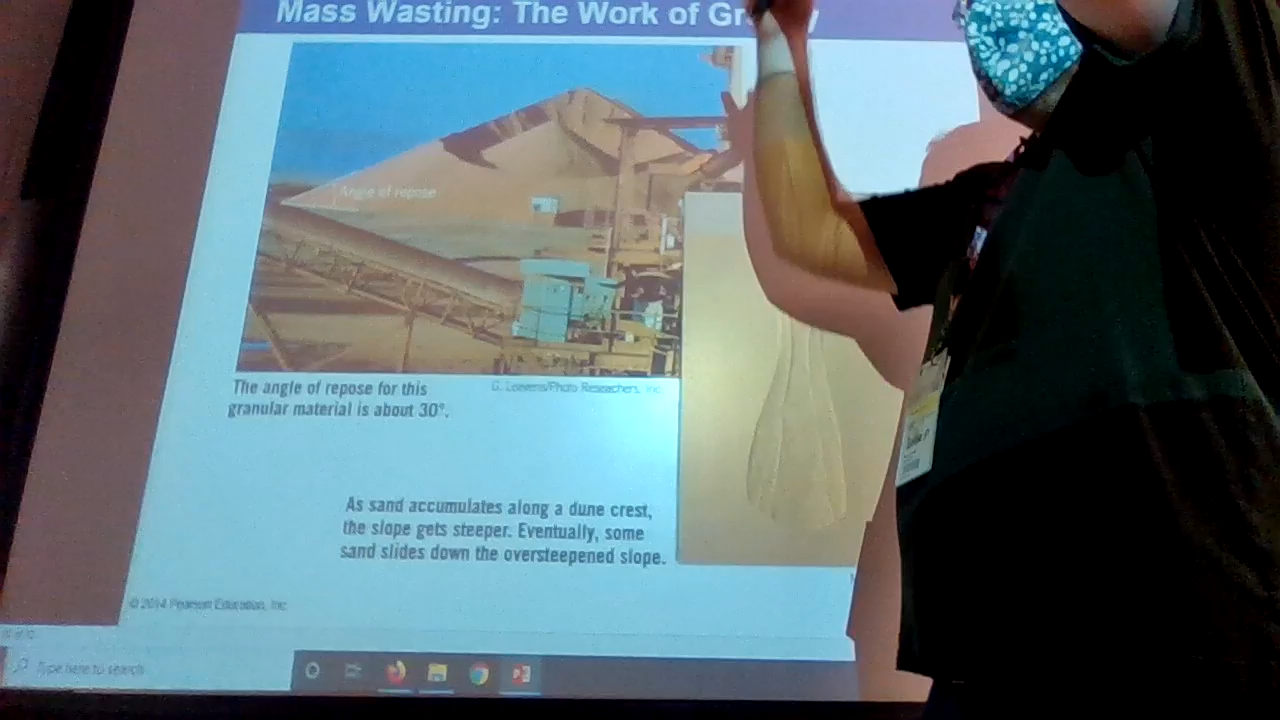 Mass Wasting: The Work of Gr
Angle of repose
The angle of repose for this
granular material is about 30°.
Researchers, Inc.
As sand accumulates along a dune crest,
the slope gets steeper. Eventually, some
sand slides down the oversteepened slope.
© 2014 Pearson Education, Inc.
Type here to search